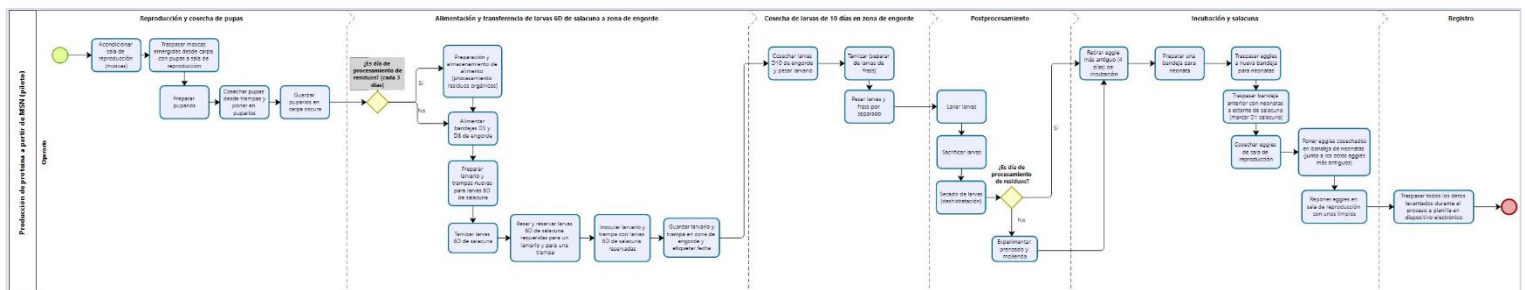 Producción de proteína a partir de MSN (piloto)
Operario
Reproducción y cosecha de pupas
Alimentación y transferencia de larvas 6D de salacuna a zona de engorde
Cosecha de larvas de 10 días en zona de engorde
Postprocesamiento
Incubación y salacuna
Registro
Acondicionar
sala de
reproducción
(moscas)
Traspasar moscas
emergidas desde carpa
con pupas a sala de
reproducción
Preparar
puparios
Cosechar pupas
desde trampas y
poner en
puparios
Guardar
puparios en
carpa oscura
¿Es día de
procesamiento de
residuos? (cada 3
días)
Sí
No
Preparación y
almacenamiento de
alimento
(procesamiento
residuos orgánicos)
Alimentar
bandejas D5 y
D8 de engorde
Preparar
larvario y
trampas nuevas
para larvas 6D
de salacuna
Tamizar larvas
6D de salacuna
Pesar y reservar larvas
6D de salacuna
requeridas para un
larvario y para una
trampa
Inocular larvario y
trampa con larvas
6D de salacuna
reservadas
Guardar larvario y
trampa en zona de
engorde y
etiquetar fecha
Cosechar larvas
D10 de engorde
y pesar larvario
Tamizar (separar
de larvas de
frass)
Pesar larvas y
frass por
separado
Lavar larvas
Sacrificar larvas
Secado de larvas
(deshidratación)
¿Es día de
procesamiento
de residuos?
Sí
No
Experimentar
prensado y
molienda
Retirar eggie
más antiguo (4
días) de
incubación
Preparar una
bandeja para
neonata
Traspasar eggies
a nueva bandeja
para neonatas
Traspasar bandeja
anterior con neonatas
a estante de salacuna
(marcar D1 salacuna)
Cosechar eggies
de sala de
reproducción
Poner eggies cosechados
en bandeja de neonatas
(junto a los otros eggies
más antiguos)
Reponer eggies en
sala de reproducción
con unos limpios
Traspasar todos los datos
levantados durante el
proceso a planilla en
dispositivo electrónico